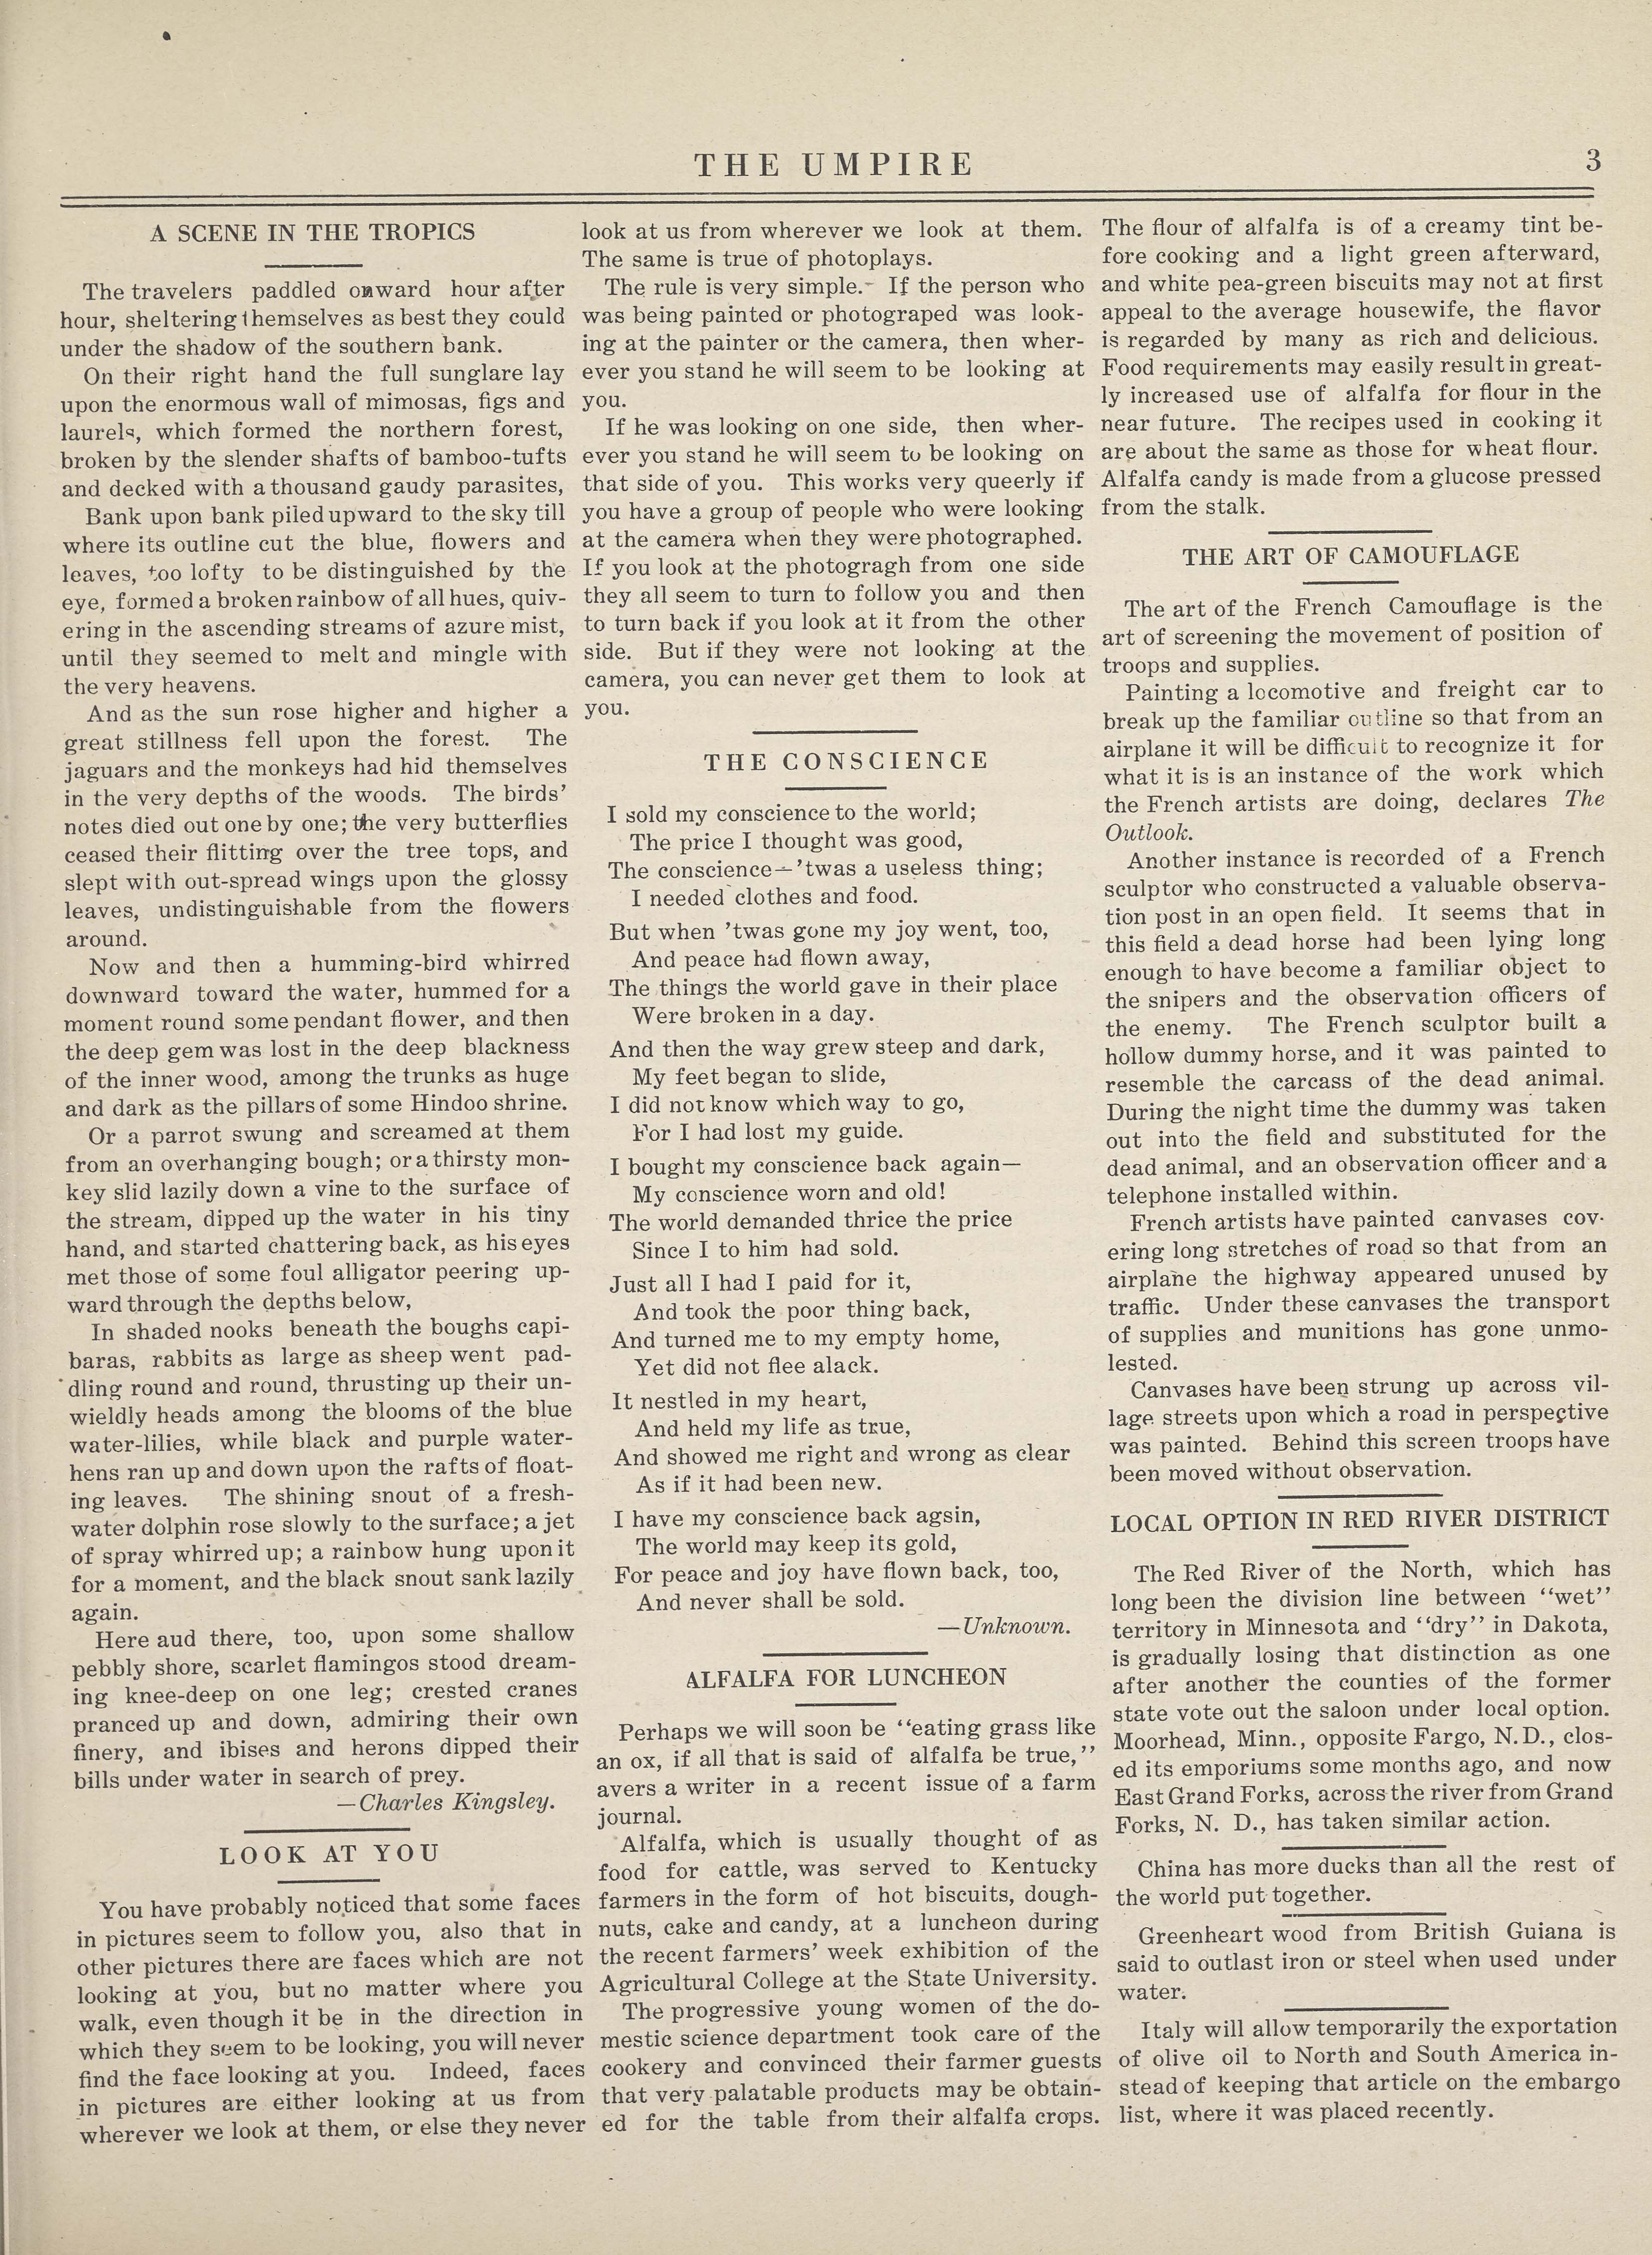 THE UMPIRE
3
A SCENE IN THE TROPICS
The travelers paddled onward hour after
hour, sheltering themselves as best they could
under the shadow of the southern bank.
On their right hand the full sunglare lay
upon the enormous wall of mimosas, figs and
laurels, which formed the northern forest,
broken by the slender shafts of bamboo-tufts
and decked with a thousand gaudy parasites,
Bank upon bank piled upward to the sky till
where its outline cut the blue, flowers and
leaves, too lofty to be distinguished by the
eye, formed a broken rainbow of all hues, quiv-
ering in the ascending streams of azure mist,
until they seemed to melt and mingle with
the very heavens.
And as the sun rose higher and higher a
great stillness fell upon the forest. The
jaguars and the monkeys had hid themselves
in the very depths of the woods. The birds'
notes died out one by one; the very butterflies
ceased their flitting over the tree tops, and
slept with out-spread wings upon the glossy
leaves, undistinguishable from the flowers
around.
Now and then a humming-bird whirred
downward toward the water, hummed for a
moment round some pendant flower, and then
the deep gem was lost in the deep blackness
of the inner wood, among the trunks as huge
and dark as the pillars of some Hindoo shrine.
Or a parrot swung and screamed at them
from an overhanging bough; or a thirsty mon-
key slid lazily down a vine to the surface of
the stream, dipped up the water in his tiny
hand, and started chattering back, as his eyes
met those of some foul alligator peering up-
ward through the depths below,
In shaded nooks beneath the boughs capi-
baras, rabbits as large as sheep went pad-
dling round and round, thrusting up their un-
wieldly heads among the blooms of the blue
water-lilies, while black and purple water-
hens ran up and down upon the rafts of float-
ing leaves. The shining snout of a fresh-
water dolphin rose slowly to the surface; a jet
of spray whirred up; a rainbow hung upon it
for a moment, and the black snout sank lazily
again.
Here aud there, too, upon some shallow
pebbly shore, scarlet flamingos stood dream-
ing knee-deep on one leg; crested cranes
pranced up and down, admiring their own
finery, and ibises and herons dipped their
bills under water in search of prey.
—Charles Kingsley.
LOOK AT YOU
You have probably noticed that some faces
in pictures seem to follow you, also that in
other pictures there are faces which are not
looking at you, but no matter where you
walk, even though it be in the direction in
which they seem to be looking, you will never
find the face looking at you. Indeed, faces
in pictures are either looking at us from
wherever we look at them, or else they never
look at us from wherever we look at them.
The same is true of photoplays.
The rule is very simple. If the person who
was being painted or photograped was look-
ing at the painter or the camera, then wher-
ever you stand he will seem to be looking at
you.
If he was looking on one side, then wher-
ever you stand he will seem to be looking on
that side of you. This works very queerly if
you have a group of people who were looking
at the camera when they were photographed.
If you look at the photogragh from one side
they all seem to turn to follow you and then
to turn back if you look at it from the other
side. But if they were not looking at the
camera, you can never get them to look at
you.
THE CONSCIENCE
I sold my conscience to the world;
The price I thought was good,
The conscience—'twas a useless thing;
I needed clothes and food.
But when 'twas gone my joy went, too,
And peace had flown away,
The things the world gave in their place
Were broken in a day.
And then the way grew steep and dark,
My feet began to slide,
I did not know which way to go,
For I had lost my guide.
I bought my conscience back again—
My conscience worn and old!
The world demanded thrice the price
Since I to him had sold.
Just all I had I paid for it,
And took the poor thing back,
And turned me to my empty home,
Yet did not flee alack.
It nestled in my heart,
And held my life as true,
And showed me right and wrong as clear
As if it had been new.
I have my conscience back agsin,
The world may keep its gold,
For peace and joy have flown back, too,
And never shall be sold.
—Unknown.
ALFALFA FOR LUNCHEON
Perhaps we will soon be "eating grass like
an ox, if all that is said of alfalfa be true,"
avers a writer in a recent issue of a farm
journal.
Alfalfa, which is usually thought of as
food for cattle, was served to Kentucky
farmers in the form of hot biscuits, dough-
nuts, cake and candy, at a luncheon during
the recent farmers' week exhibition of the
Agricultural College at the State University.
The progressive young women of the do-
mestic science department took care of the
cookery and convinced their farmer guests
that very palatable products may be obtain-
ed for the table from their alfalfa crops.
The flour of alfalfa is of a creamy tint be-
fore cooking and a light green afterward,
and white pea-green biscuits may not at first
appeal to the average housewife, the flavor
is regarded by many as rich and delicious.
Food requirements may easily result in great-
ly increased use of alfalfa for flour in the
near future. The recipes used in cooking it
are about the same as those for wheat flour.
Alfalfa candy is made from a glucose pressed
from the stalk.
THE ART OF CAMOUFLAGE
The art of the French Camouflage is the
art of screening the movement of position of
troops and supplies.
Painting a locomotive and freight car to
break up the familiar outline so that from an
airplane it will be difficult to recognize it for
what it is is an instance of the work which
the French artists are doing, declares The
Outlook.
Another instance is recorded of a French
sculptor who constructed a valuable observa-
tion post in an open field. It seems that in
this field a dead horse had been lying long
enough to have become a familiar object to
the snipers and the observation officers of
the enemy. The French sculptor built a
hollow dummy horse, and it was painted to
resemble the carcass of the dead animal.
During the night time the dummy was taken
out into the field and substituted for the
dead animal, and an observation officer and a
telephone installed within.
French artists have painted canvases cov-
ering long stretches of road so that from an
airplane the highway appeared unused by
traffic. Under these canvases the transport
of supplies and munitions has gone unmo-
lested.
Canvases have been strung up across vil-
lage streets upon which a road in perspective
was painted. Behind this screen troops have
been moved without observation.
LOCAL OPTION IN RED RIVER DISTRICT
The Red River of the North, which has
long been the division line between "wet"
territory in Minnesota and "dry" in Dakota,
is gradually losing that distinction as one
after another the counties of the former
state vote out the saloon under local option.
Moorhead, Minn., opposite Fargo, N. D., clos-
ed its emporiums some months ago, and now
East Grand Forks, across the river from Grand
Forks, N. D., has taken similar action.
China has more ducks than all the rest of
the world put together.
Greenheart wood from British Guiana is
said to outlast iron or steel when used under
water.
Italy will allow temporarily the exportation
of olive oil to North and South America in-
stead of keeping that article on the embargo
list, where it was placed recently.